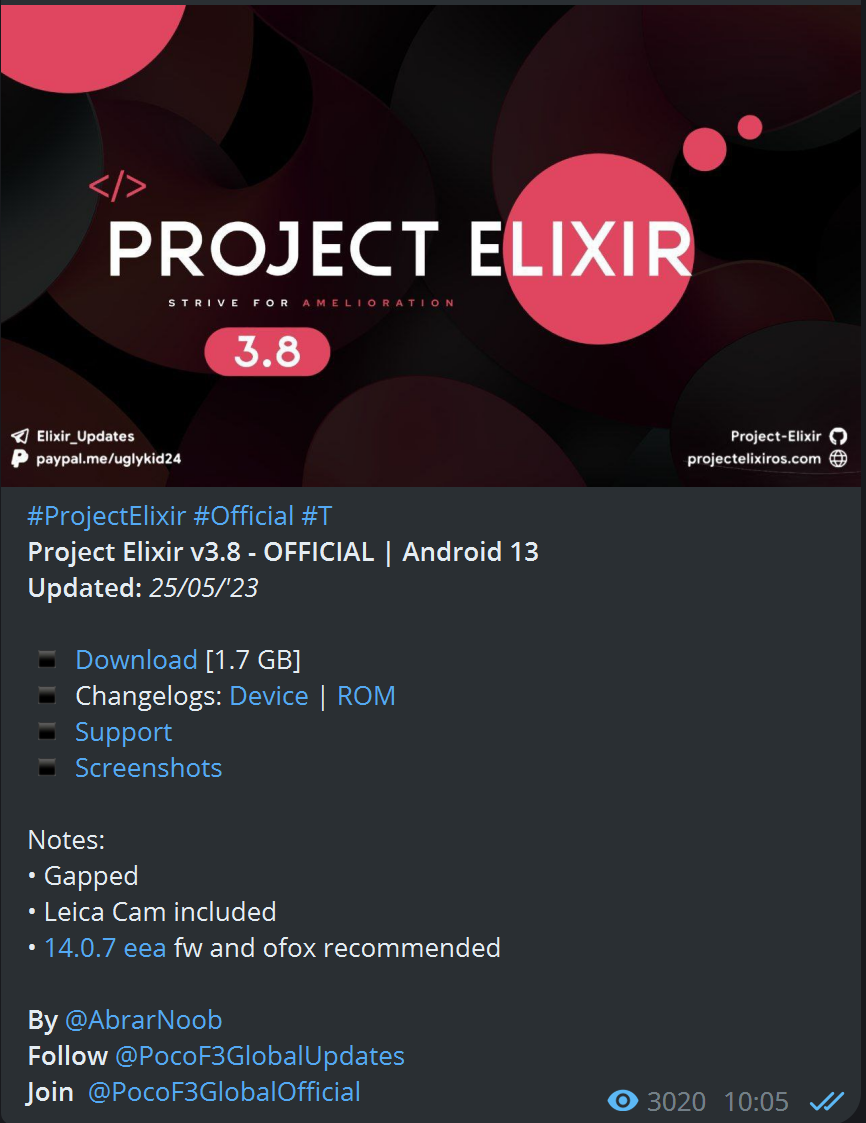 </>
PROJECT ELIXIR
STRIVE FOR AMELIORATION
3.8
Elixir_Updates
paypal.me/uglykid24
Project-Elixir
projectelixiros.com
#ProjectElixir #Official #T
Project Elixir v3.8 - OFFICIAL | Android 13
Updated: 25/05/'23
▪️ Download [1.7 GB]
▪️ Changelogs: Device | ROM
▪️ Support
▪️ Screenshots
Notes:
• Gapped
• Leica Cam included
• 14.0.7 eea fw and ofox recommended
By @AbrarNoob
Follow @PocoF3GlobalUpdates
Join @PocoF3GlobalOfficial
3020 10:05